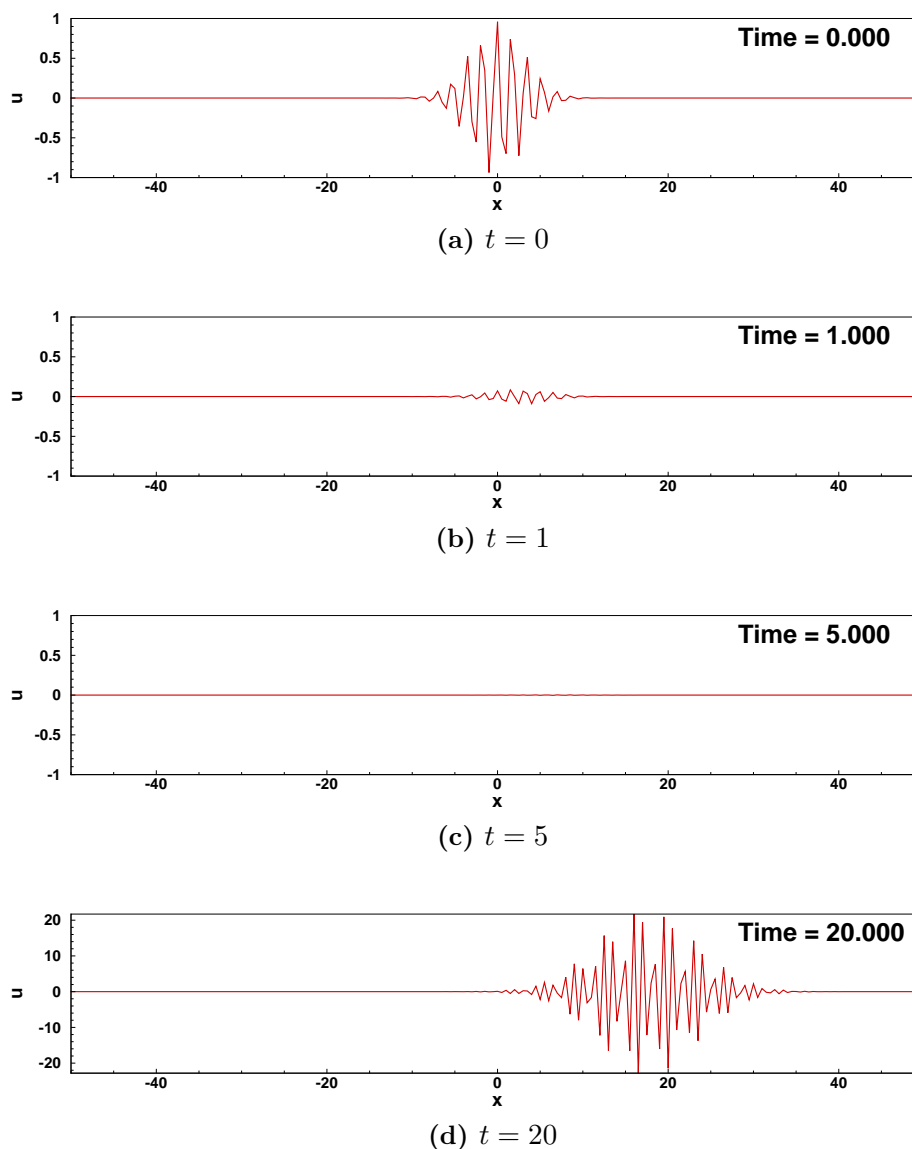 1
Time = 0.000
0.5
u
0
-0.5
-1
-40 -20 0 20 40
x
(a) t = 0
1
Time = 1.000
0.5
u
0
-0.5
-1
-40 -20 0 20 40
x
(b) t = 1
1
Time = 5.000
0.5
u
0
-0.5
-1
-40 -20 0 20 40
x
(c) t = 5
20
Time = 20.000
10
u
0
-10
-20
-40 -20 0 20 40
x
(d) t = 20